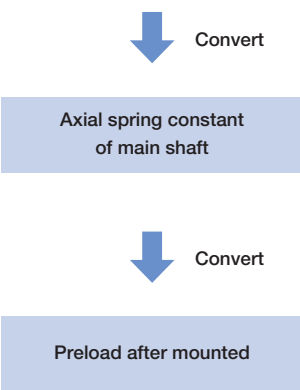 Convert
Axial spring constant
of main shaft
Convert
Preload after mounted